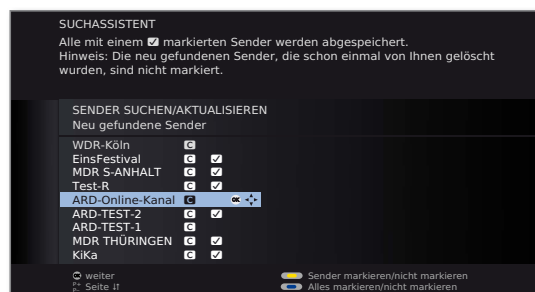 SUCHASSISTENT
Alle mit einem ☑ markierten Sender werden abgespeichert.
Hinweis: Die neu gefundenen Sender, die schon einmal von Ihnen gelöscht
wurden, sind nicht markiert.
SENDER SUCHEN/AKTUALISIEREN
Neu gefundene Sender
WDR-Köln C
EinsFestival C ☑
MDR S-ANHALT C ☑
Test-R C ☑
ARD-Online-Kanal C OK
ARD-TEST-2 C ☑
ARD-TEST-1 C
MDR THÜRINGEN C ☑
KiKa C ☑
OK weiter
P+ P- Seite ↓↑
Sender markieren/nicht markieren
Alles markieren/nicht markieren